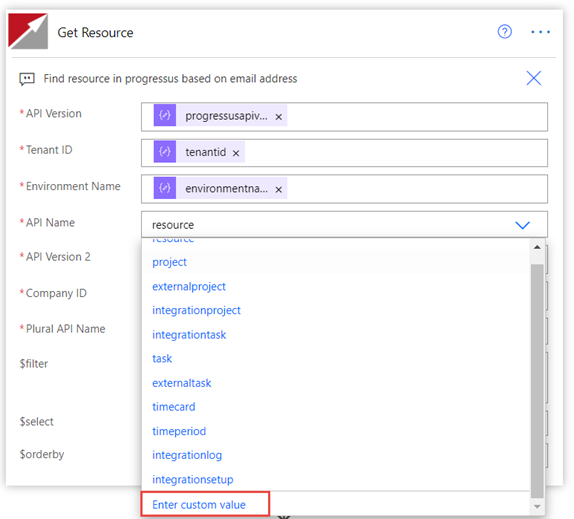 Get Resource
Find resource in progressus based on email address
* API Version
progressusapiv... ×
* Tenant ID
tenantid ×
* Environment Name
environmentna... ×
* API Name
resource
* API Version 2
resource
project
* Company ID
externalproject
integrationproject
* Plural API Name
integrationtask
$filter
task
externaltask
timecard
$select
timeperiod
$orderby
integrationlog
integrationsetup
Enter custom value